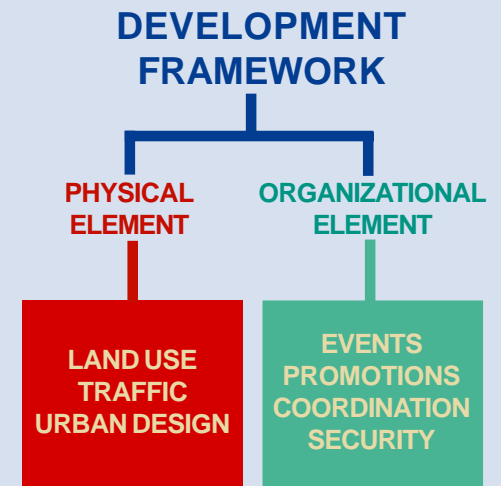 DEVELOPMENT
FRAMEWORK
PHYSICAL
ELEMENT
ORGANIZATIONAL
ELEMENT
LAND USE
TRAFFIC
URBAN DESIGN
EVENTS
PROMOTIONS
COORDINATION
SECURITY